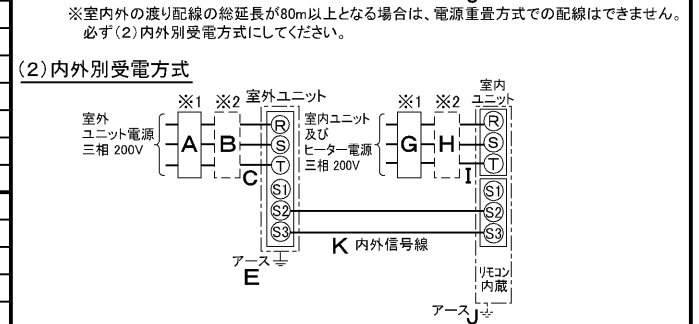 ※室内外の渡り配線の総延長が80m以上となる場合は、電源重畳方式での配線はできません。
必ず(2)内外別受電方式にしてください。
(2)内外別受電方式
※1 ※2 室外ユニット
室外
ユニット電源
三相 200V
A B C
R
S
T
S1
S2
S3
アース
E
※1 ※2
室内
ユニット
室内ユニット
及び
ヒーター電源
三相 200V
G H I
R
S
T
S1
S2
S3
K 内外信号線
リモコン
内蔵
アース J